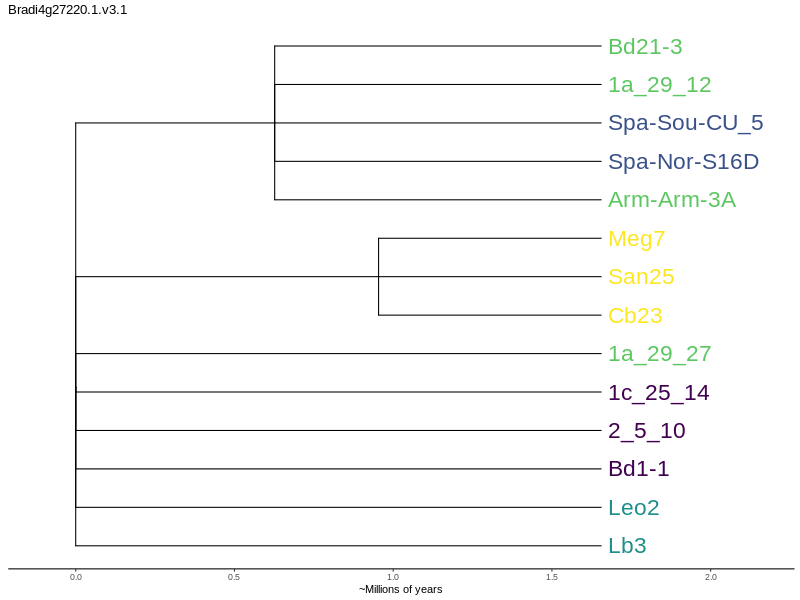 Bradi4g27220.1.v3.1
Bd21-3
1a_29_12
Spa-Sou-CU_5
Spa-Nor-S16D
Arm-Arm-3A
Meg7
San25
Cb23
1a_29_27
1c_25_14
2_5_10
Bd1-1
Leo2
Lb3
0.0 0.5 1.0 1.5 2.0
~Millions of years